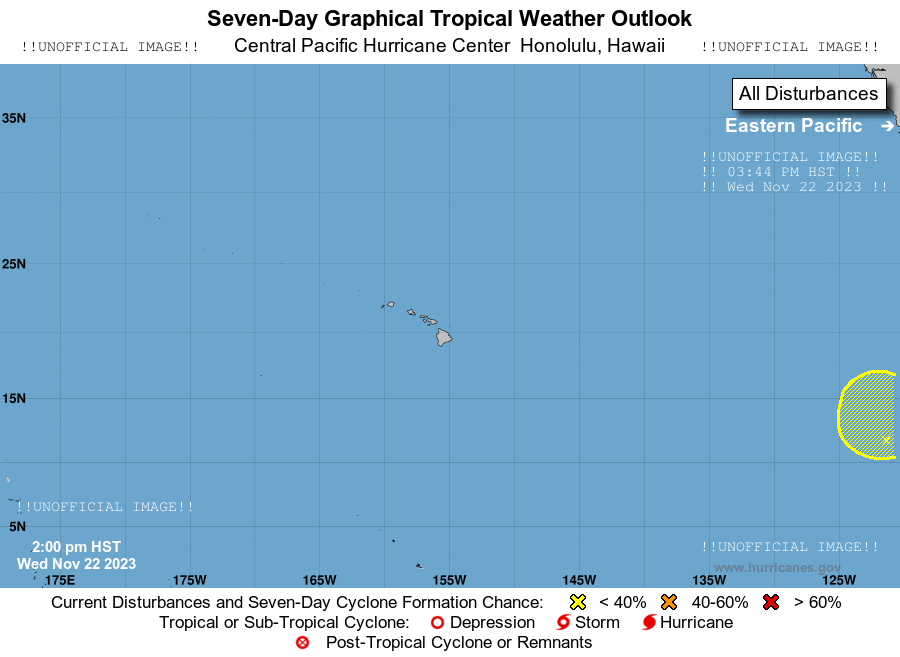 Seven-Day Graphical Tropical Weather Outlook
!!UNOFFICIAL IMAGE!! Central Pacific Hurricane Center Honolulu, Hawaii !!UNOFFICIAL IMAGE!!
All Disturbances
35N
Eastern Pacific ➔
!!UNOFFICIAL IMAGE!!
!! 03:44 PM HST !!
!! Wed Nov 22 2023 !!
25N
15N
!!UNOFFICIAL IMAGE!!
5N
2:00 pm HST
Wed Nov 22 2023
!!UNOFFICIAL IMAGE!!
www.hurricanes.gov
175E 175W 165W 155W 145W 135W 125W
Current Disturbances and Seven-Day Cyclone Formation Chance: < 40% 40-60% > 60%
Tropical or Sub-Tropical Cyclone: Depression Storm Hurricane
Post-Tropical Cyclone or Remnants